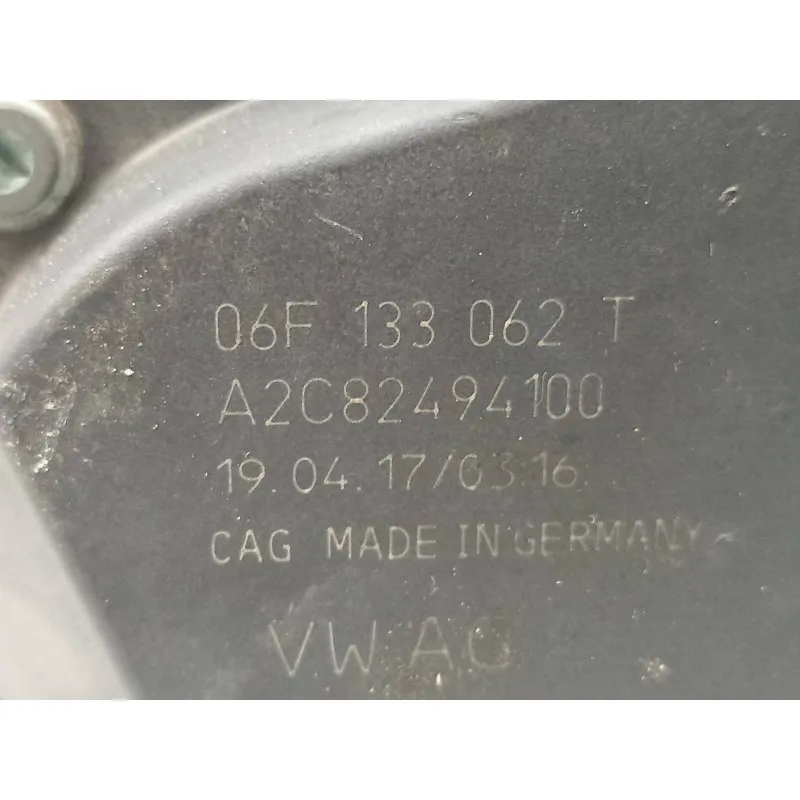 06F 133 062 T
A2C82494100
19.04.17/03:16
CAG MADE IN GERMANY
VW AG